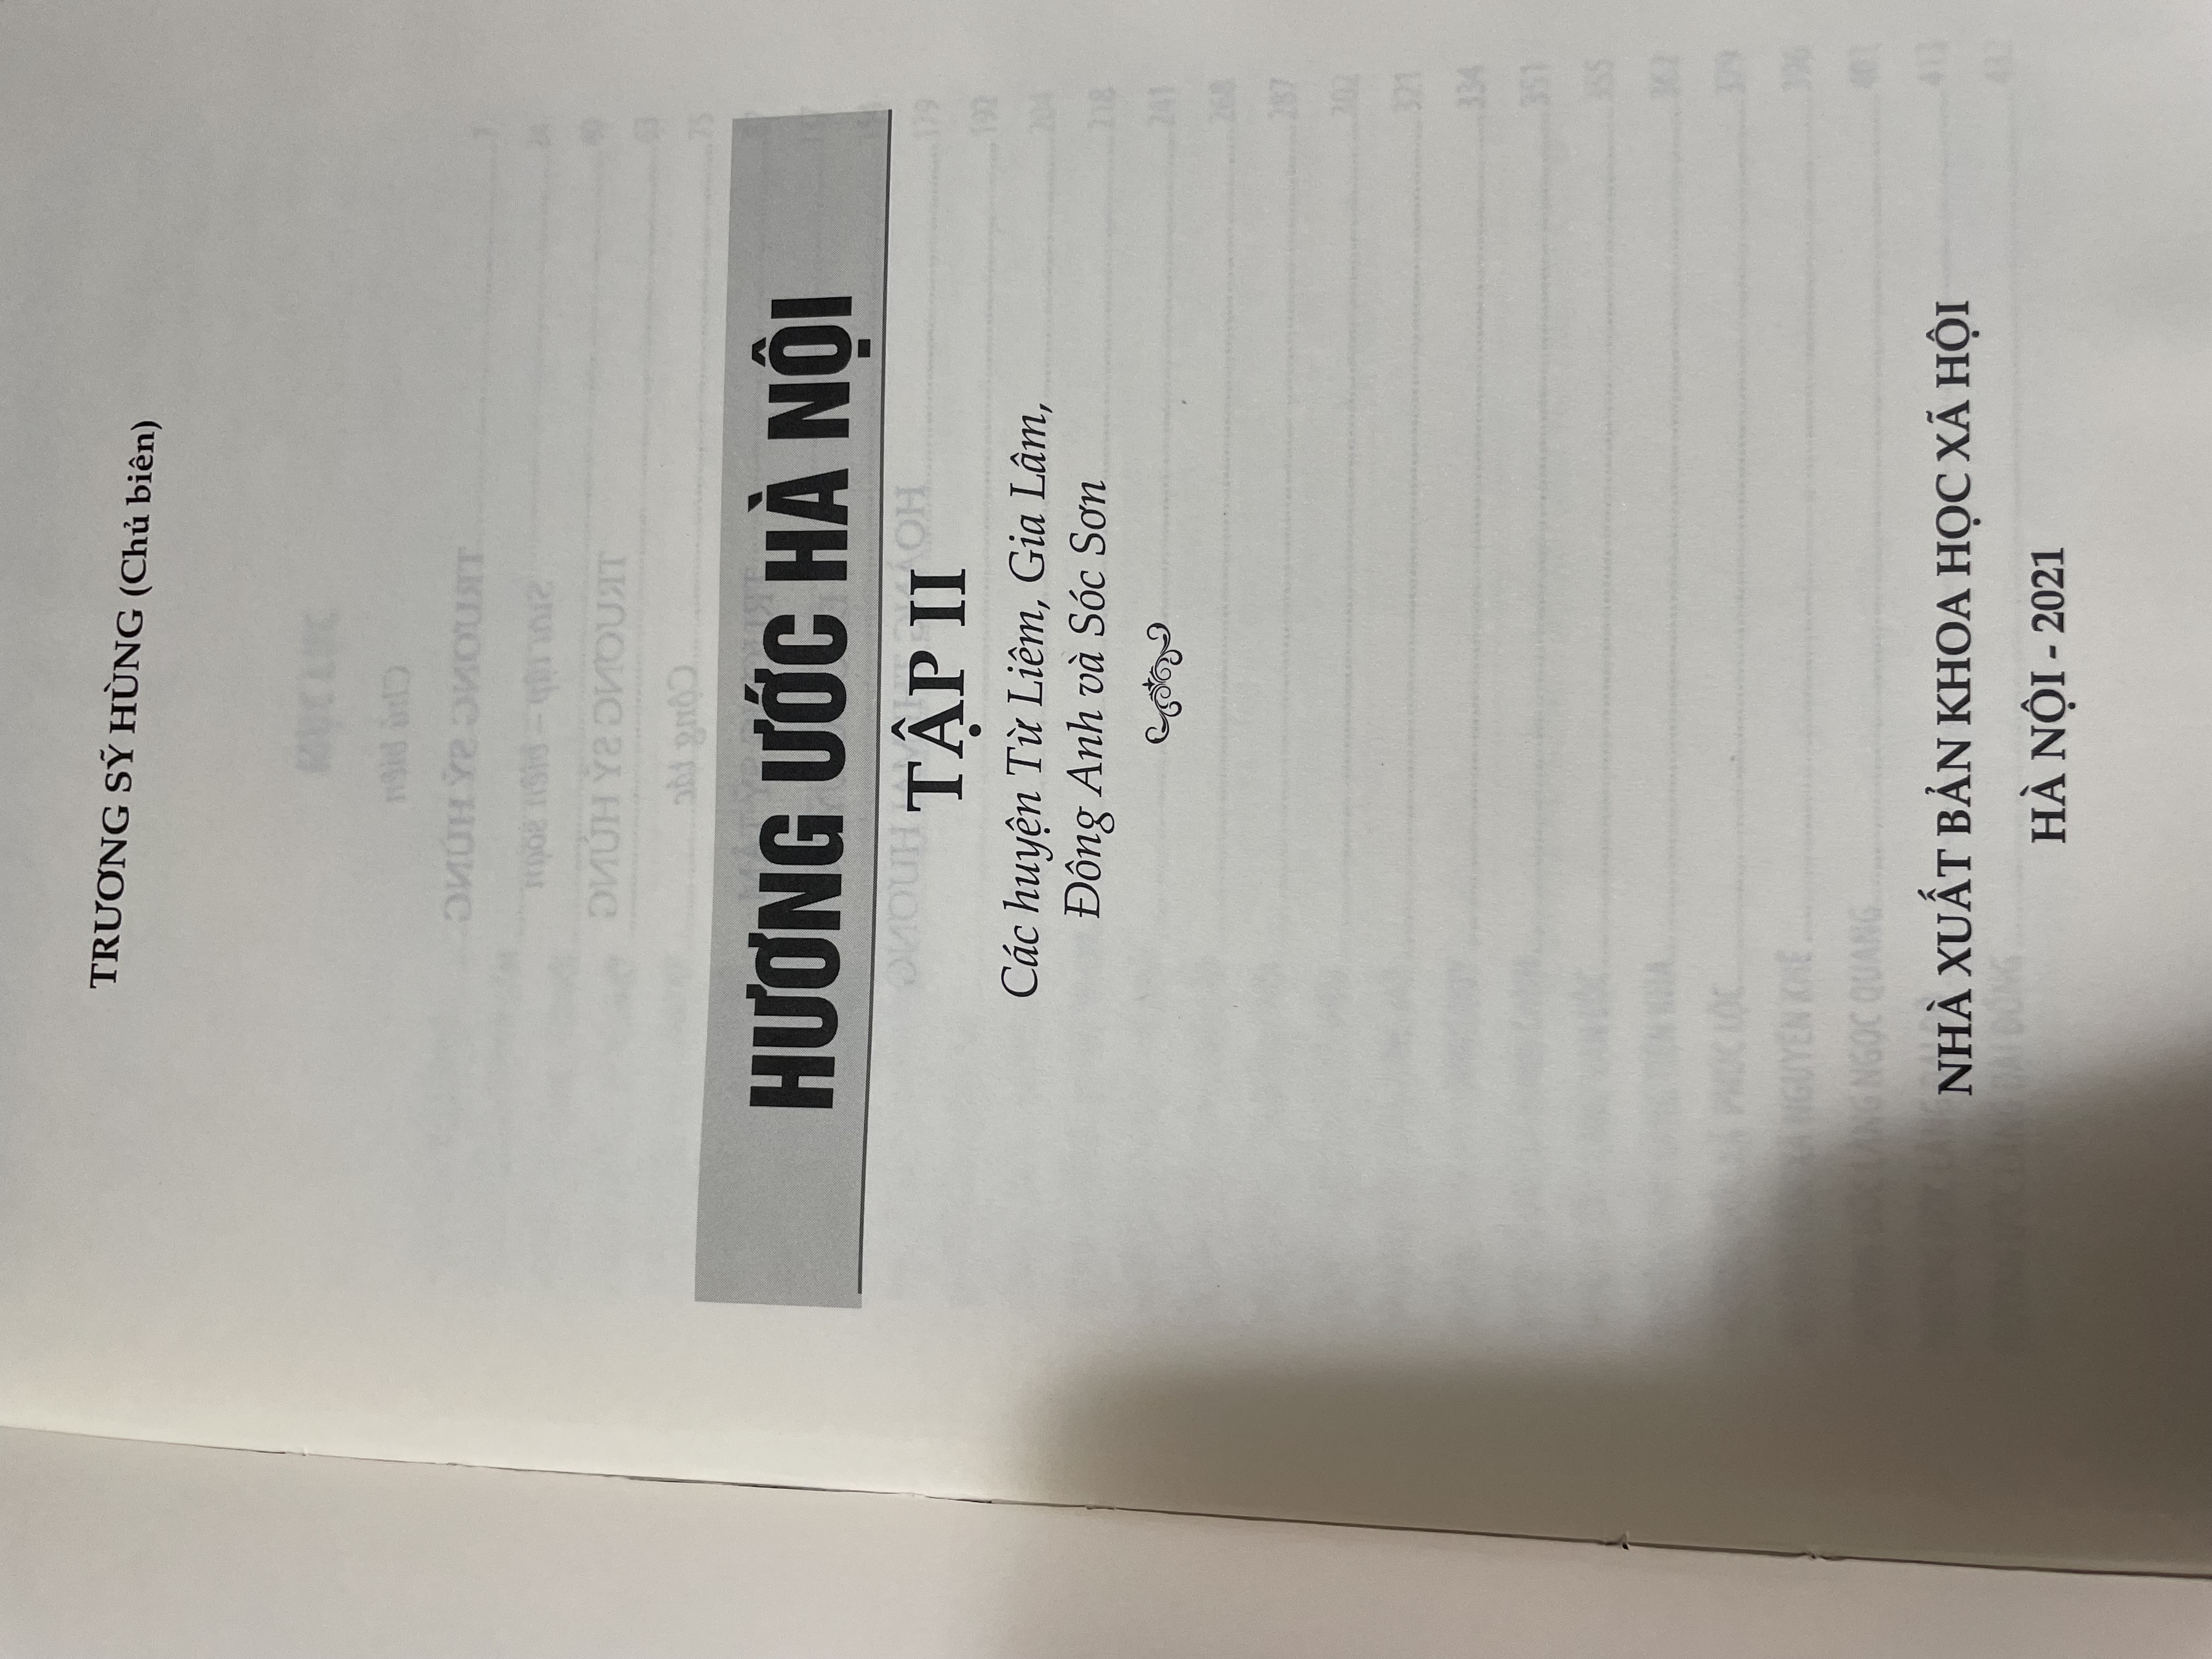 TRƯƠNG SỸ HÙNG (Chủ biên)
HƯƠNG ƯỚC HÀ NỘI
TẬP II
Các huyện Từ Liêm, Gia Lâm,
Đông Anh và Sóc Sơn
NHÀ XUẤT BẢN KHOA HỌC XÃ HỘI
HÀ NỘI - 2021